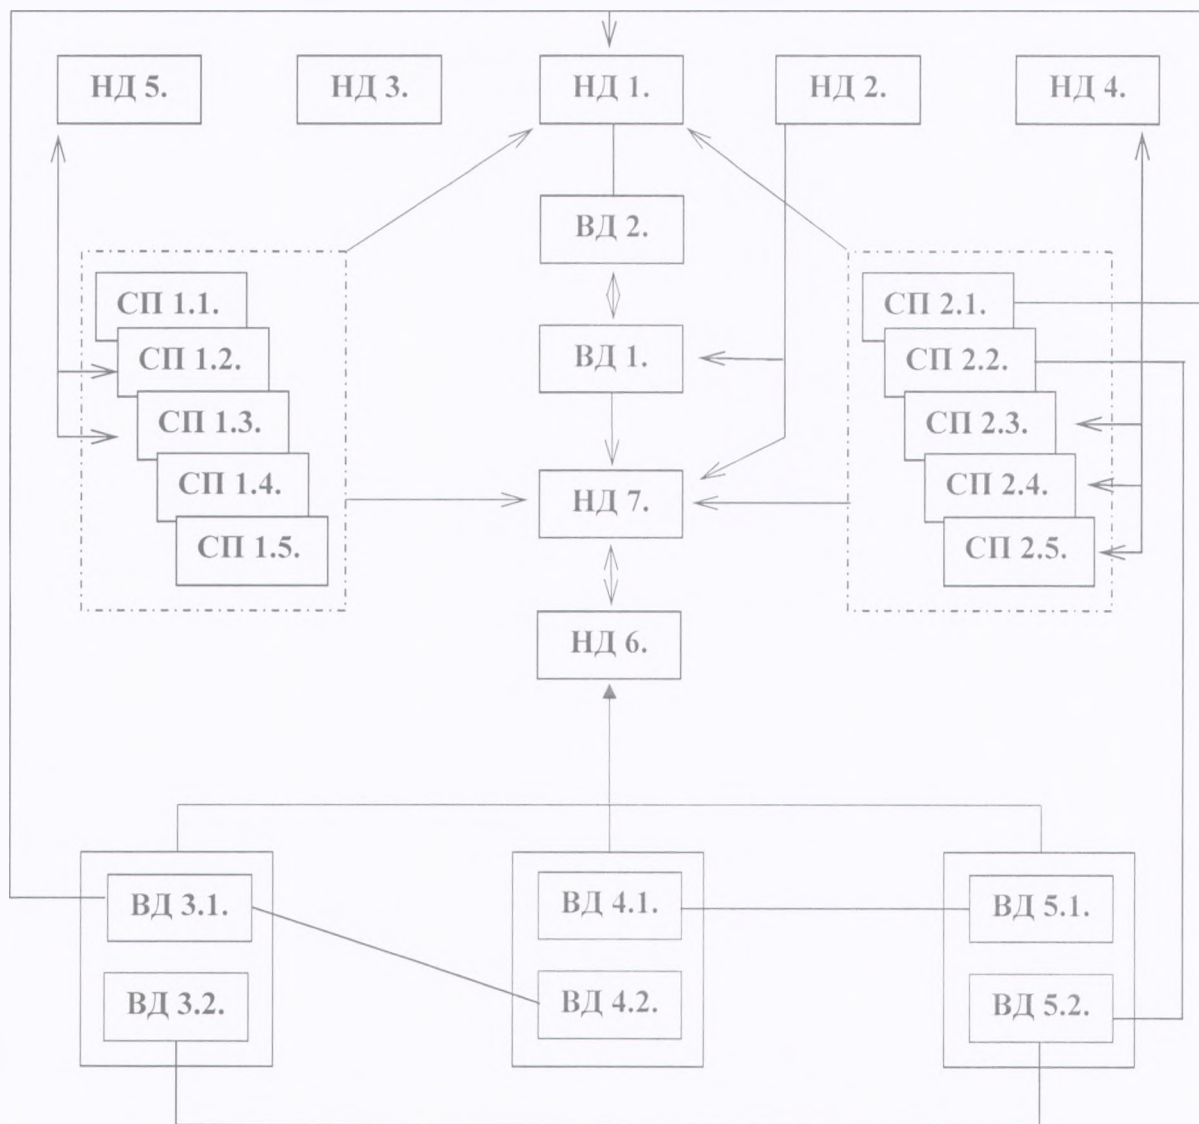 НД 5.
НД 3.
НД 1.
НД 2.
НД 4.
ВД 2.
СП 1.1.
СП 1.2.
СП 1.3.
СП 1.4.
СП 1.5.
ВД 1.
НД 7.
НД 6.
СП 2.1.
СП 2.2.
СП 2.3.
СП 2.4.
СП 2.5.
ВД 3.1.
ВД 3.2.
ВД 4.1.
ВД 4.2.
ВД 5.1.
ВД 5.2.